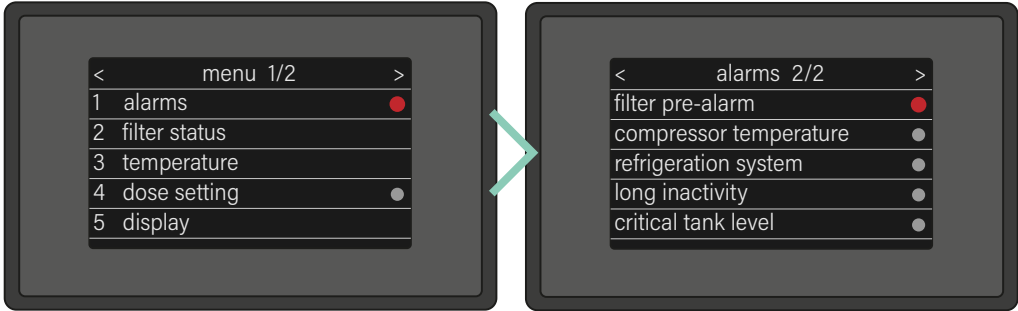 < menu 1/2 >
1 alarms
2 filter status
3 temperature
4 dose setting
5 display
< alarms 2/2 >
filter pre-alarm
compressor temperature
refrigeration system
long inactivity
critical tank level